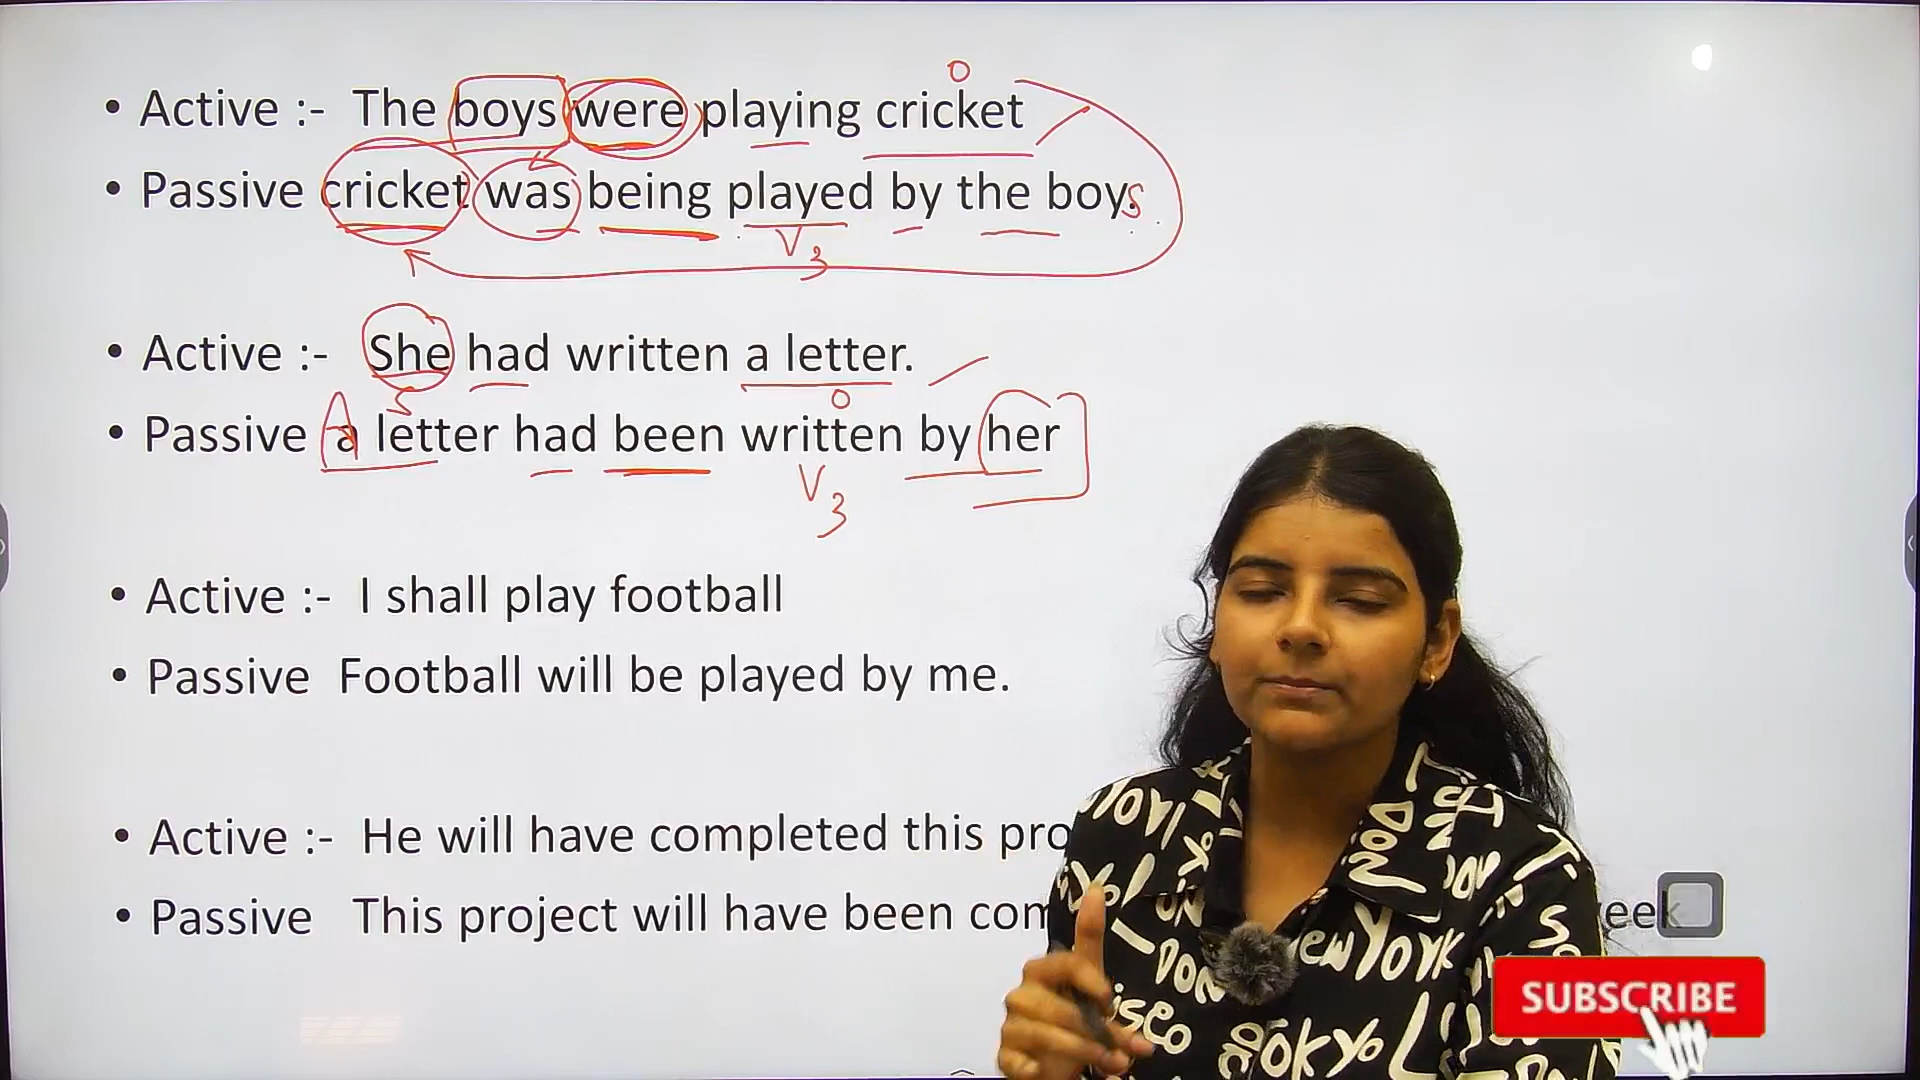 O
• Active :- The boys were playing cricket
• Passive cricket was being played by the boys
V3
• Active :- She had written a letter.
S O
• Passive A letter had been written by her
V3
• Active :- I shall play football
• Passive Football will be played by me.
• Active :- He will have completed this pro
• Passive This project will have been com eek
SUBSCRIBE